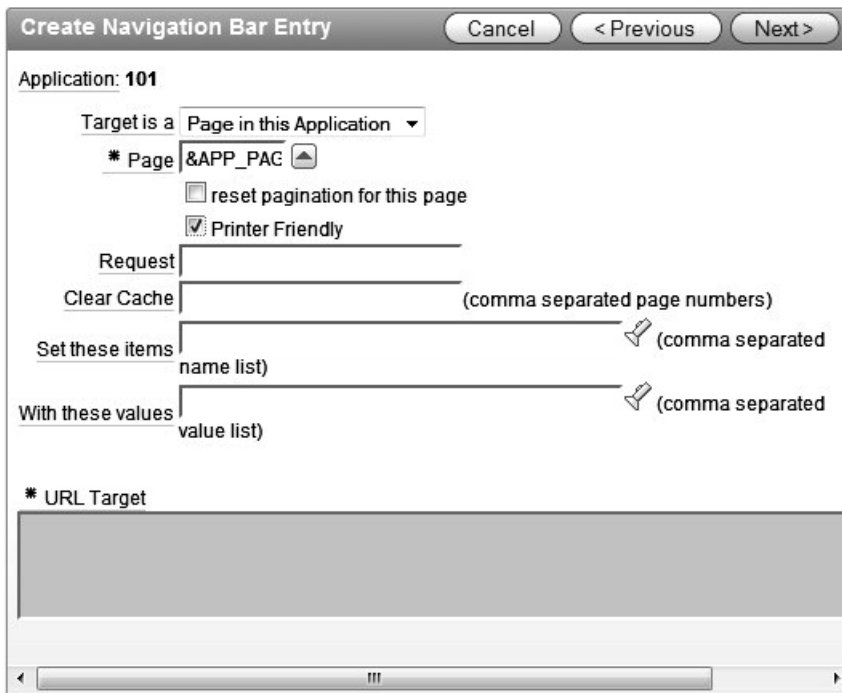 Create Navigation Bar Entry Cancel < Previous Next >
Application: 101
Target is a Page in this Application
* Page &APP_PAG
reset pagination for this page
Printer Friendly
Request
Clear Cache (comma separated page numbers)
Set these items (comma separated
name list)
With these values (comma separated
value list)
* URL Target